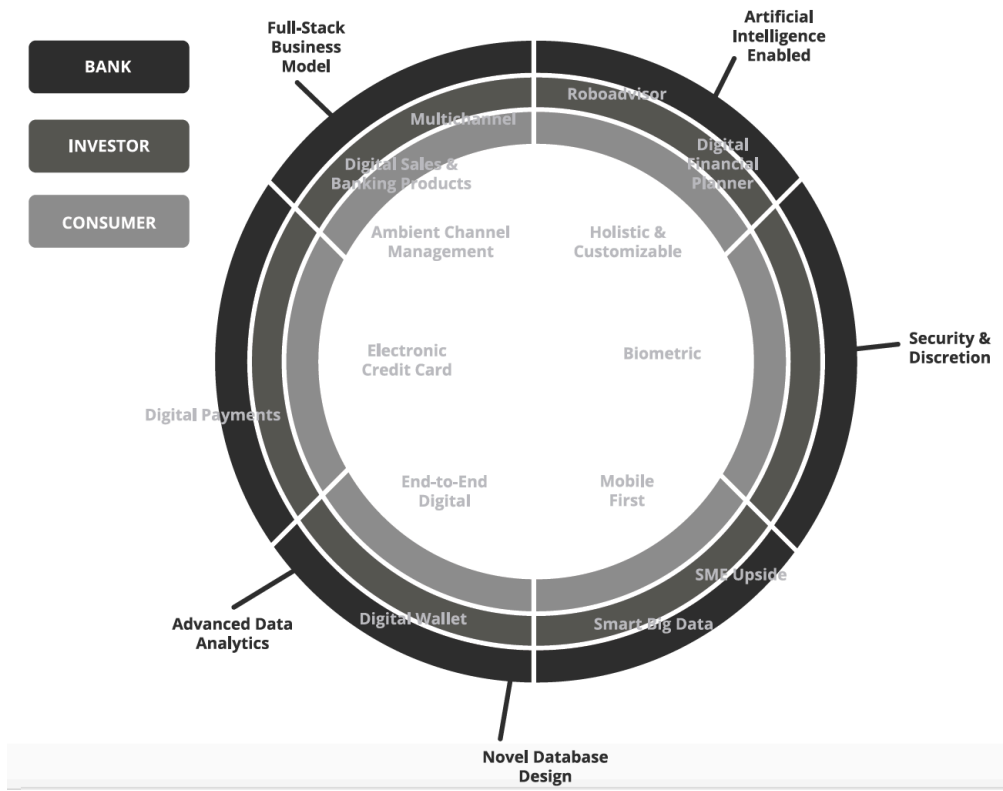 BANK
INVESTOR
CONSUMER
Full-Stack
Business
Model
Artificial
Intelligence
Enabled
Roboadvisor
Multichannel
Digital
Financial
Planner
Digital Sales &
Banking Products
Ambient Channel
Management
Holistic &
Customizable
Security &
Discretion
Electronic
Credit Card
Biometric
Digital Payments
End-to-End
Digital
Mobile
First
SME Upside
Digital Wallet
Smart Big Data
Advanced Data
Analytics
Novel Database
Design